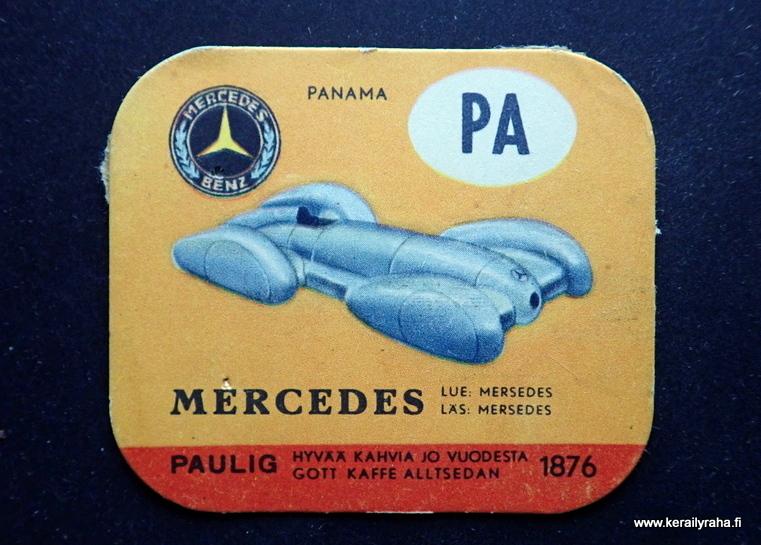 MERCEDES
BENZ
PANAMA
PA
MERCEDES
LUE: MERSEDES
LÄS: MERSEDES
PAULIG
HYVÄÄ KAHVIA JO VUODESTA
GOTT KAFFE ALLTSEDAN
1876
www.kerailyraha.fi